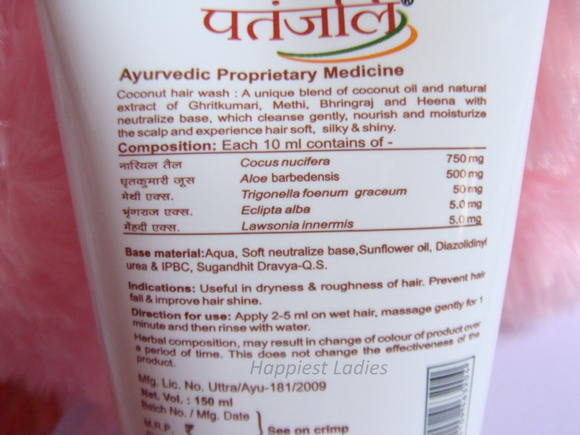 पतंजलि®
Ayurvedic Proprietary Medicine
Coconut hair wash : A unique blend of coconut oil and natural
extract of Ghritkumari, Methi, Bhringraj and Heena with
neutralize base, which cleanse gently, nourish and moisturize
the scalp and experience hair soft, silky & shiny.
Composition: Each 10 ml contains of -
नारियल तैल Cocus nucifera 750 mg
घृतकुमारी जूस Aloe barbedensis 500 mg
मेथी एक्स. Trigonella foenum graceum 50 mg
भृंगराज एक्स. Eclipta alba 5.0 mg
मेहंदी एक्स. Lawsonia innermis 5.0 mg
Base material:Aqua, Soft neutralize base,Sunflower oil, Diazolidinyl
urea & IPBC, Sugandhit Dravya-Q.S.
Indications: Useful in dryness & roughness of hair. Prevent hair
fall & improve hair shine.
Direction for use: Apply 2-5 ml on wet hair, massage gently for 1
minute and then rinse with water.
Herbal composition, may result in change of colour of product over
a period of time. This does not change the effectiveness of the
product.
Happiest Ladies
Mfg. Lic. No. Uttra/Ayu-181/2009
Net. Vol. : 150 ml
Batch No. / Mfg. Date
M.R.P. ₹ See on crimp